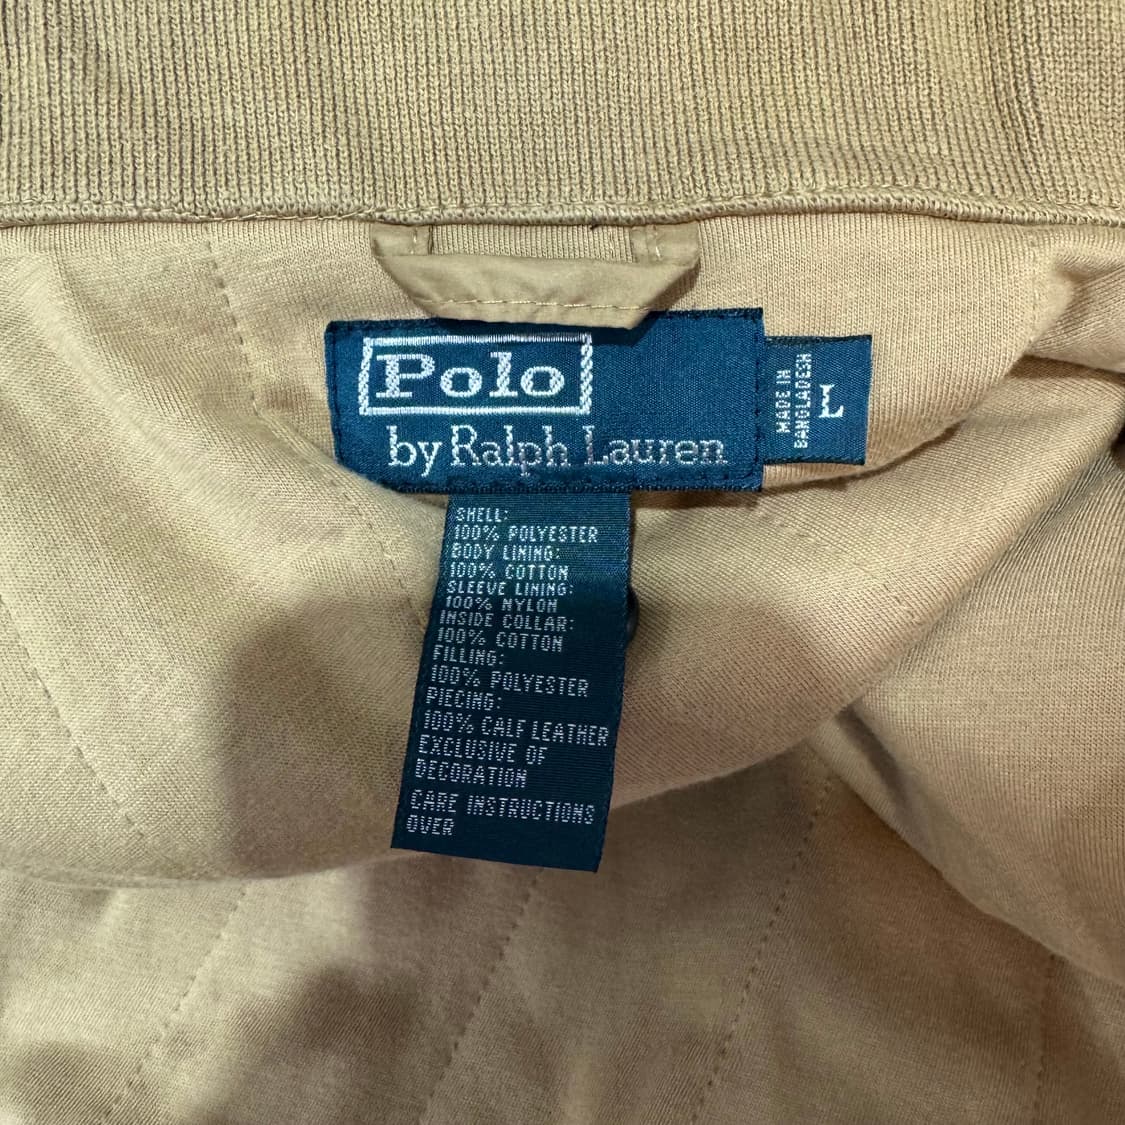 Polo
by Ralph Lauren
MADE IN
BANGLADESH
L
SHELL:
100% POLYESTER
BODY LINING:
100% COTTON
SLEEVE LINING:
100% NYLON
INSIDE COLLAR:
100% COTTON
FILLING:
100% POLYESTER
PIECING:
100% CALF LEATHER
EXCLUSIVE OF
DECORATION
CARE INSTRUCTIONS
OVER